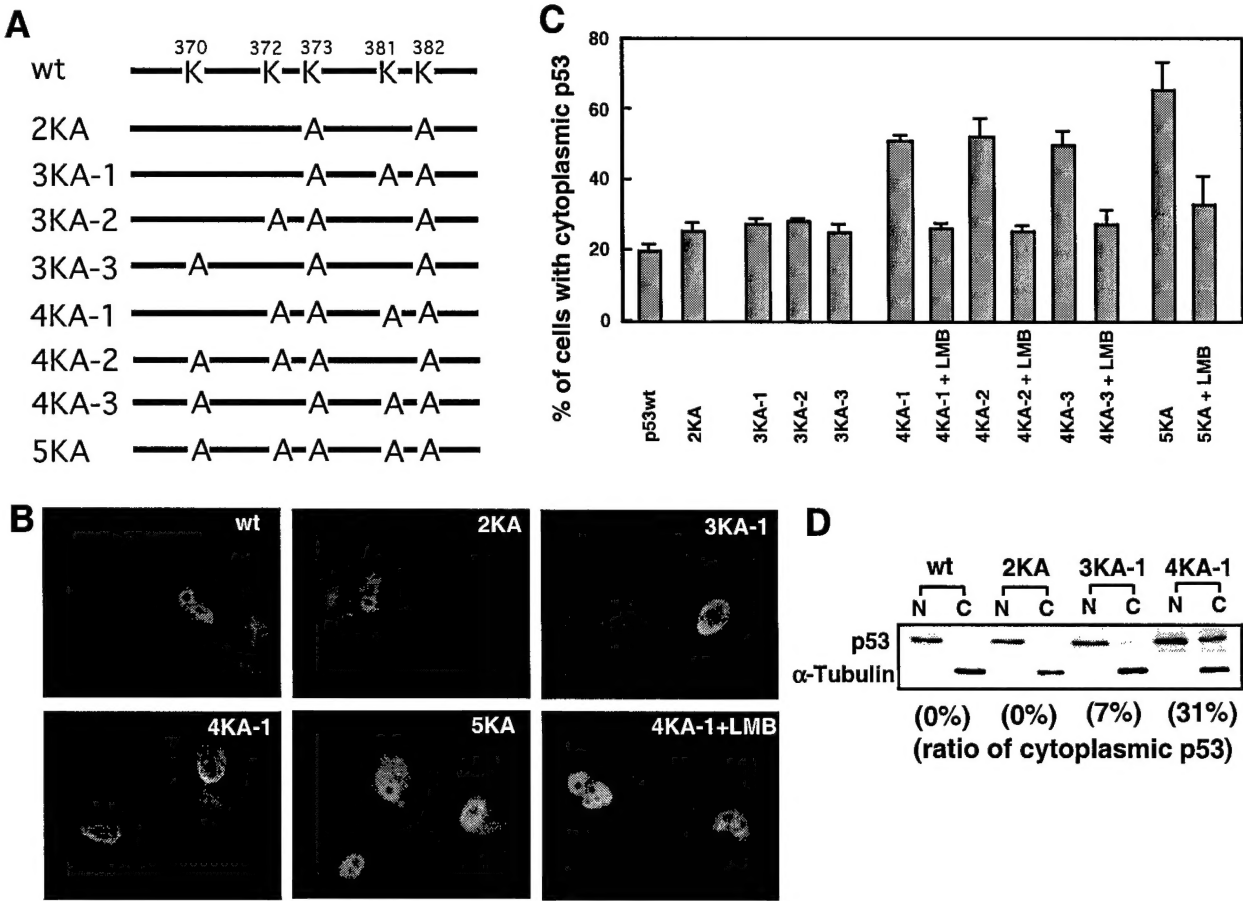 A
370 372 373 381 382
wt K K K K K
2KA A A
3KA-1 A A A
3KA-2 A A A
3KA-3 A A A
4KA-1 A A A A
4KA-2 A A A A
4KA-3 A A A A
5KA A A A A A
C
% of cells with cytoplasmic p53
80
60
40
20
0
p53wt
2KA
3KA-1
3KA-2
3KA-3
4KA-1
4KA-1 + LMB
4KA-2
4KA-2 + LMB
4KA-3
4KA-3 + LMB
5KA
5KA + LMB
B
wt
2KA
3KA-1
4KA-1
5KA
4KA-1+LMB
D
wt 2KA 3KA-1 4KA-1
N C N C N C N C
p53
α-Tubulin
(0%) (0%) (7%) (31%)
(ratio of cytoplasmic p53)